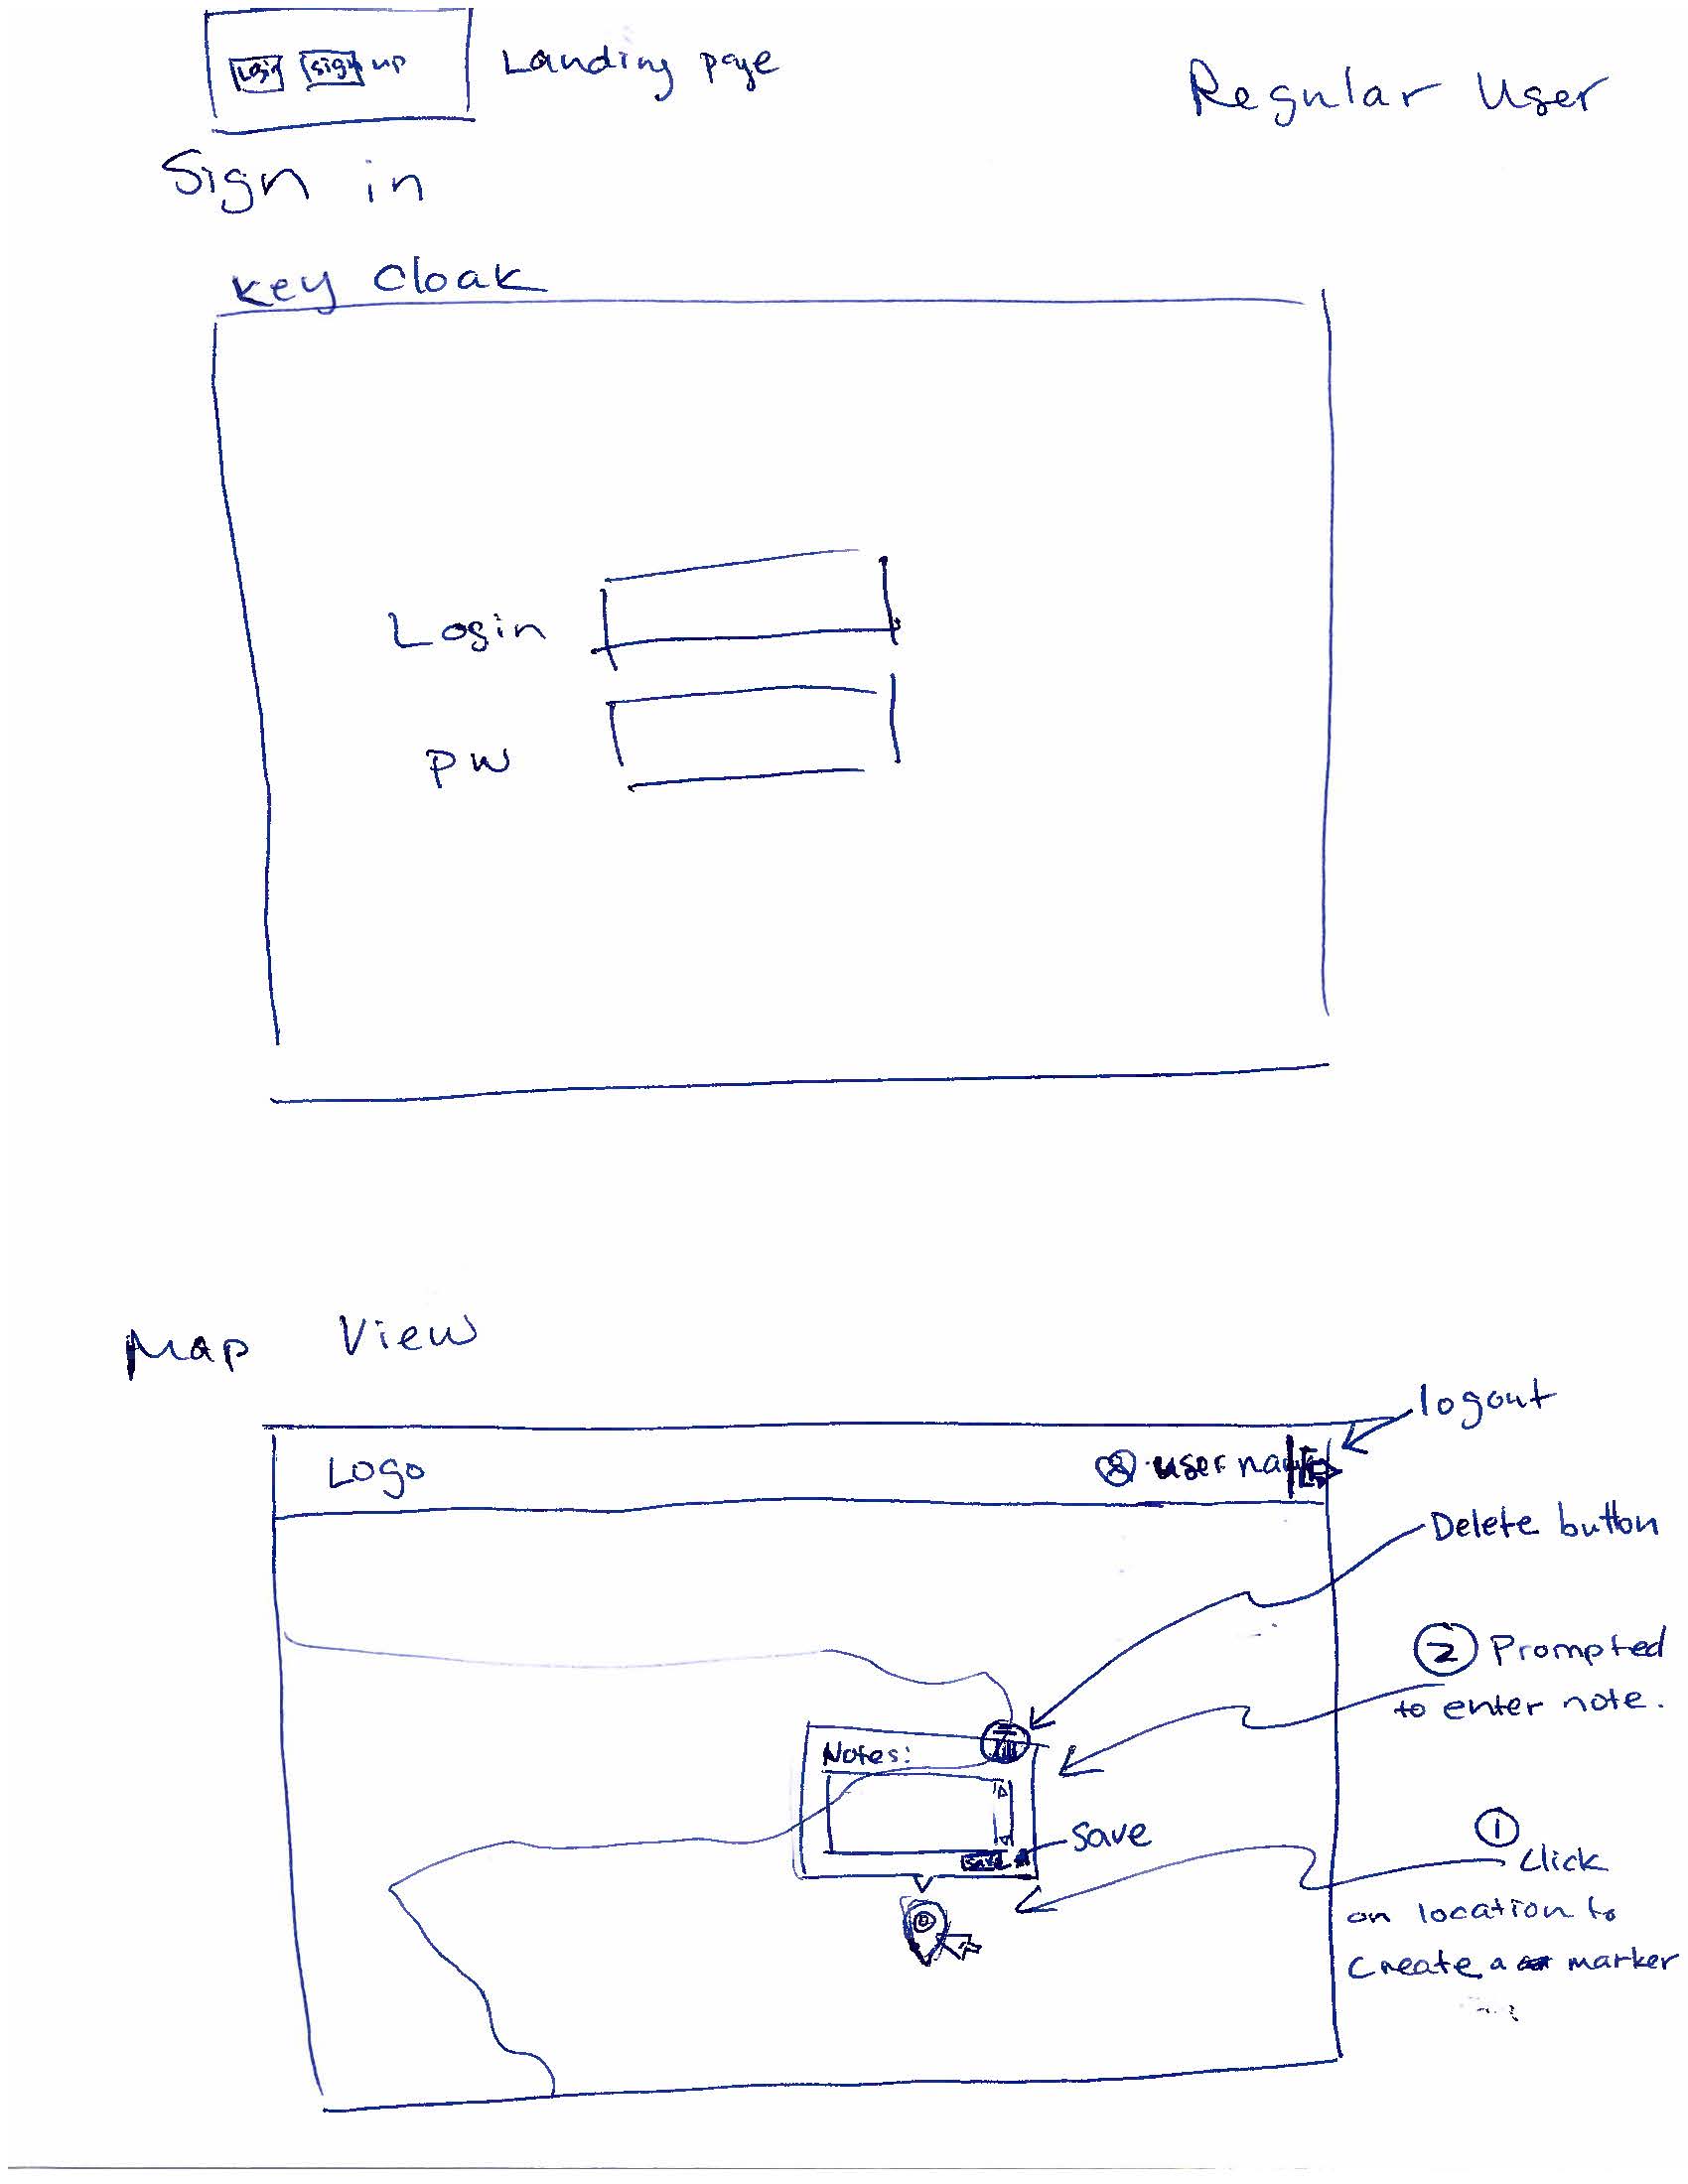 Login Sign up Landing page
Regular User
Sign in
key Cloak
Login
PW
Map View
logout
Logo
user name
Delete button
② Prompted
to enter note.
Notes:
save
Save
①
Click
on location to
Create a marker